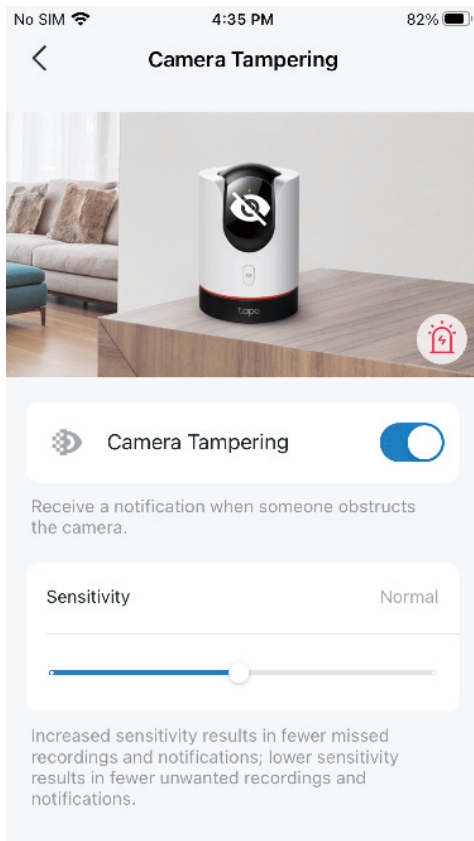 No SIM 4:35 PM 82%
Camera Tampering
tapo
Camera Tampering
Receive a notification when someone obstructs
the camera.
Sensitivity Normal
Increased sensitivity results in fewer missed
recordings and notifications; lower sensitivity
results in fewer unwanted recordings and
notifications.